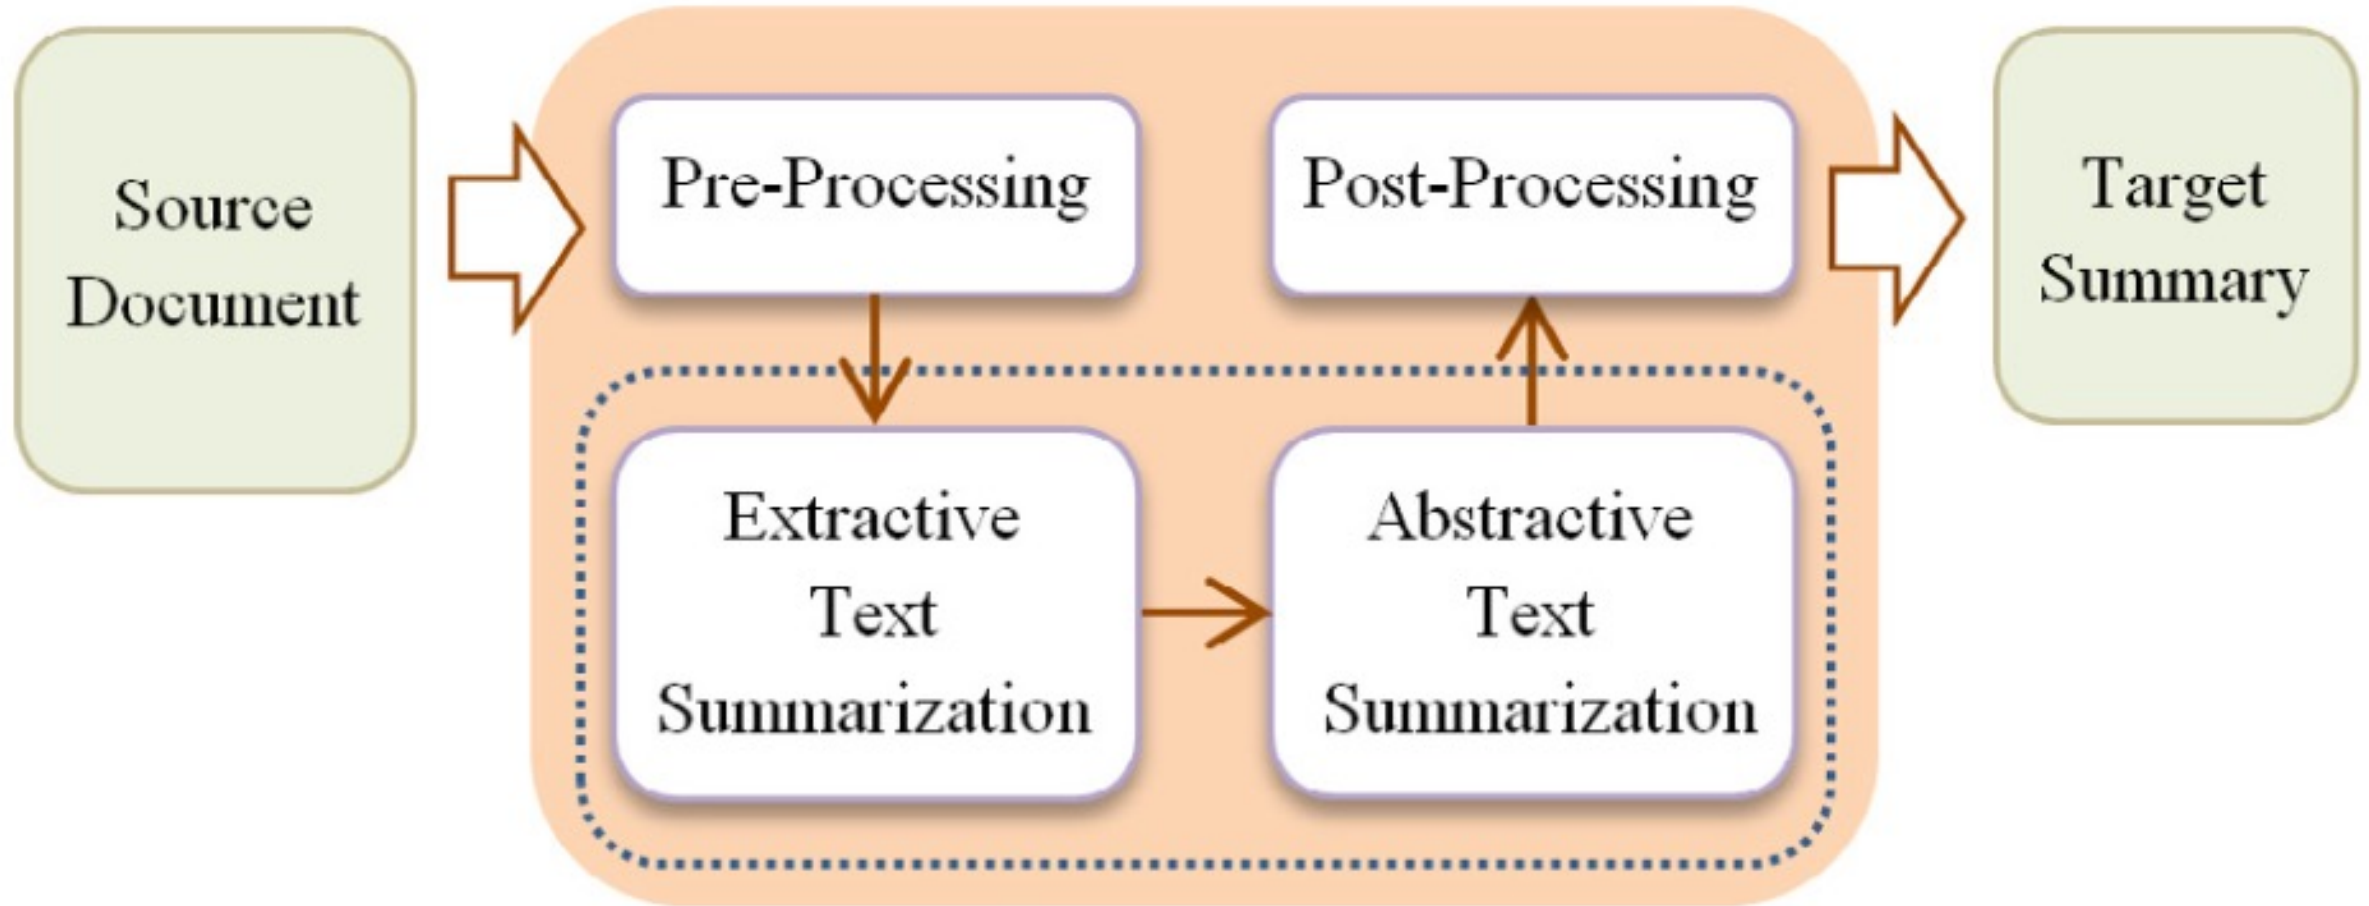 Source
Document
Pre-Processing
Post-Processing
Extractive
Text
Summarization
Abstractive
Text
Summarization
Target
Summary